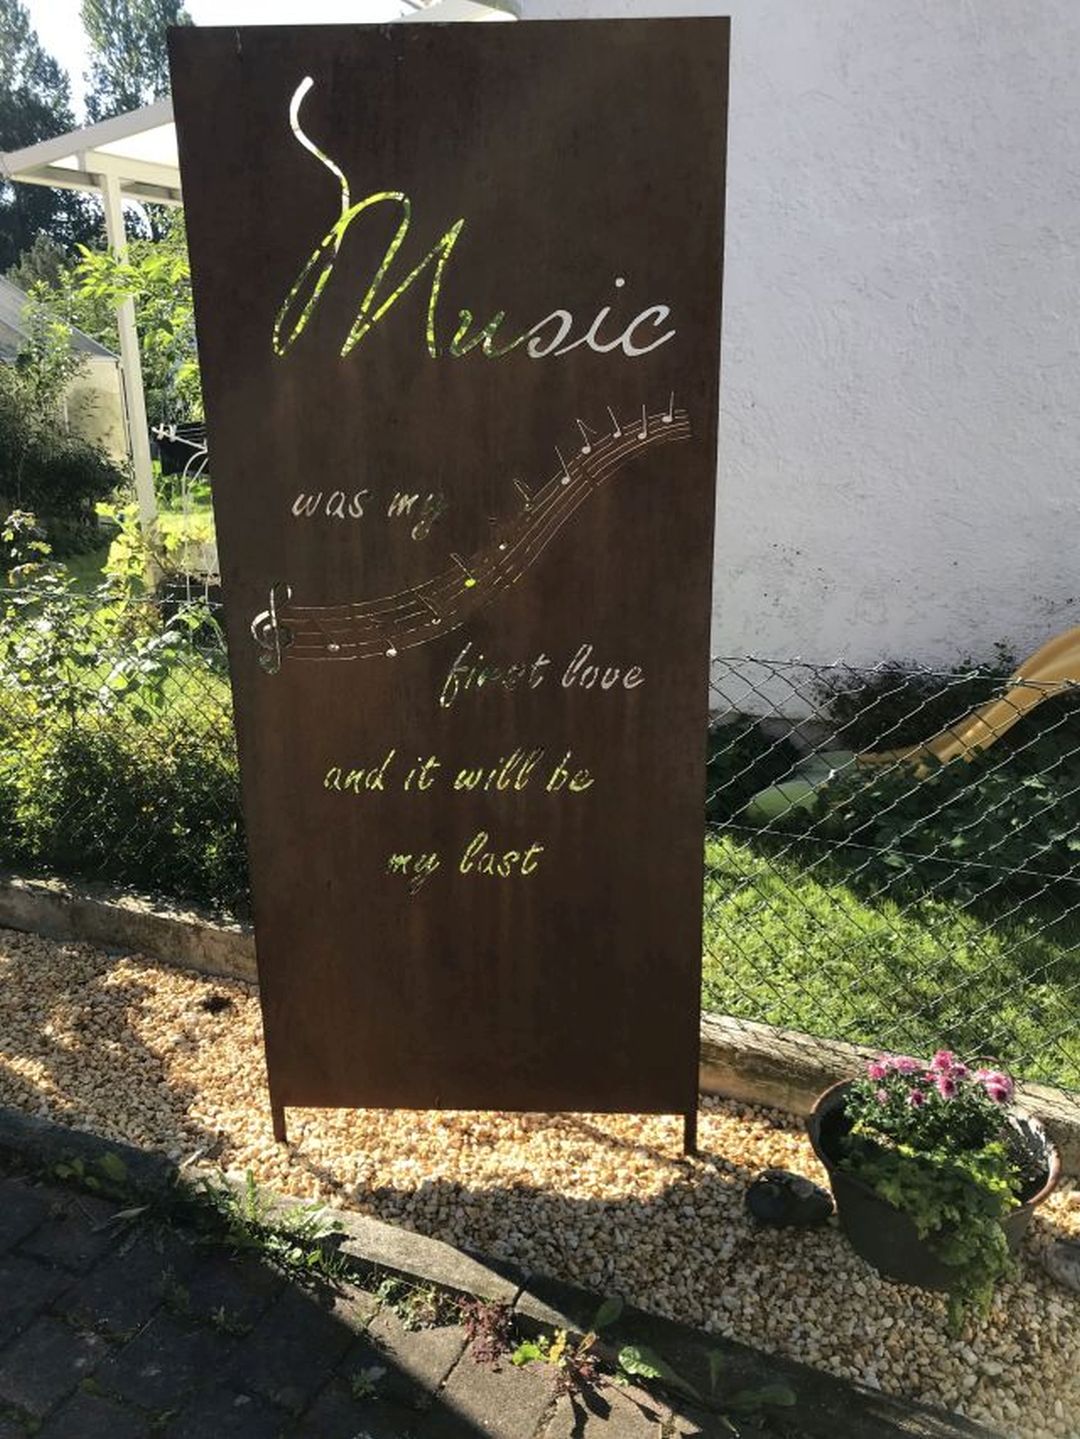 Music
was my
first love
and it will be
my last